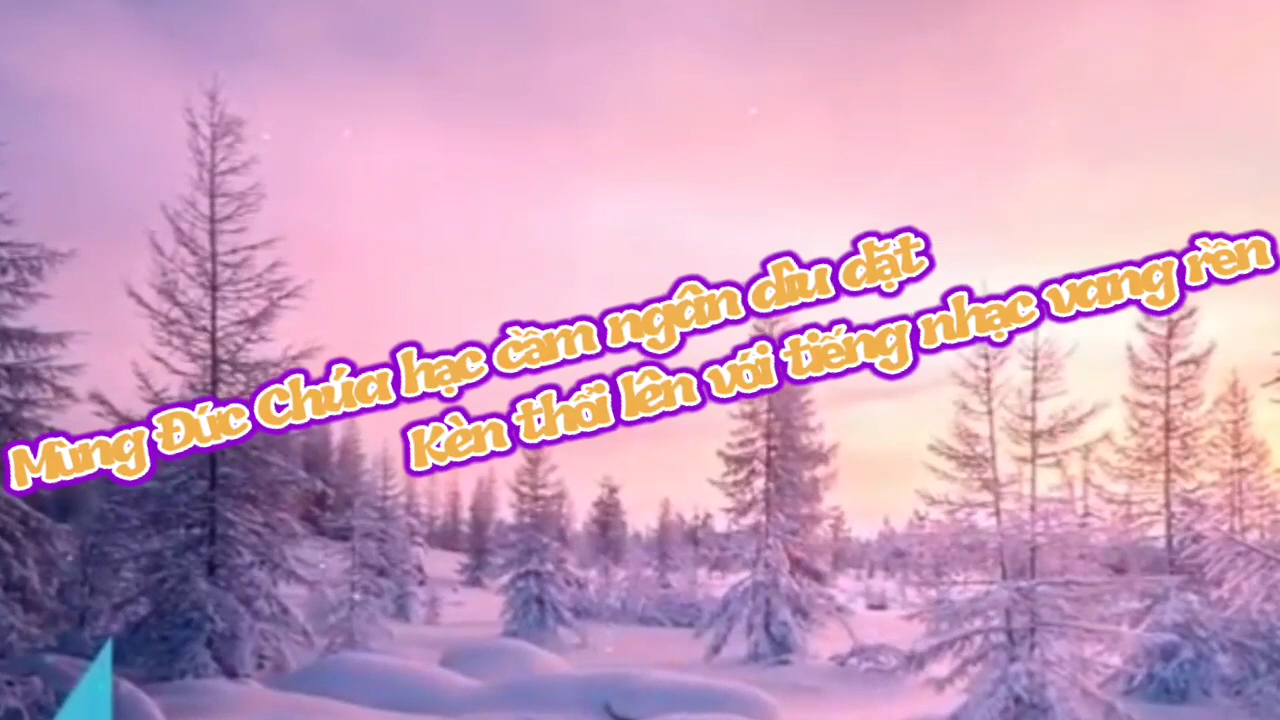 Mừng Đức Chúa hạc cầm ngân dìu dặt
Kèn thổi lên với tiếng nhạc vang rền